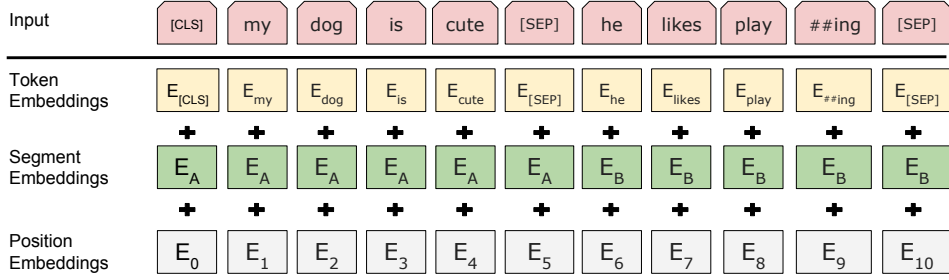 Input [CLS] my dog is cute [SEP] he likes play ##ing [SEP]
Token
Embeddings E[CLS] Emy Edog Eis Ecute E[SEP] Ehe Elikes Eplay E##ing E[SEP]
+ + + + + + + + + + +
Segment
Embeddings EA EA EA EA EA EA EB EB EB EB EB
+ + + + + + + + + + +
Position
Embeddings E0 E1 E2 E3 E4 E5 E6 E7 E8 E9 E10